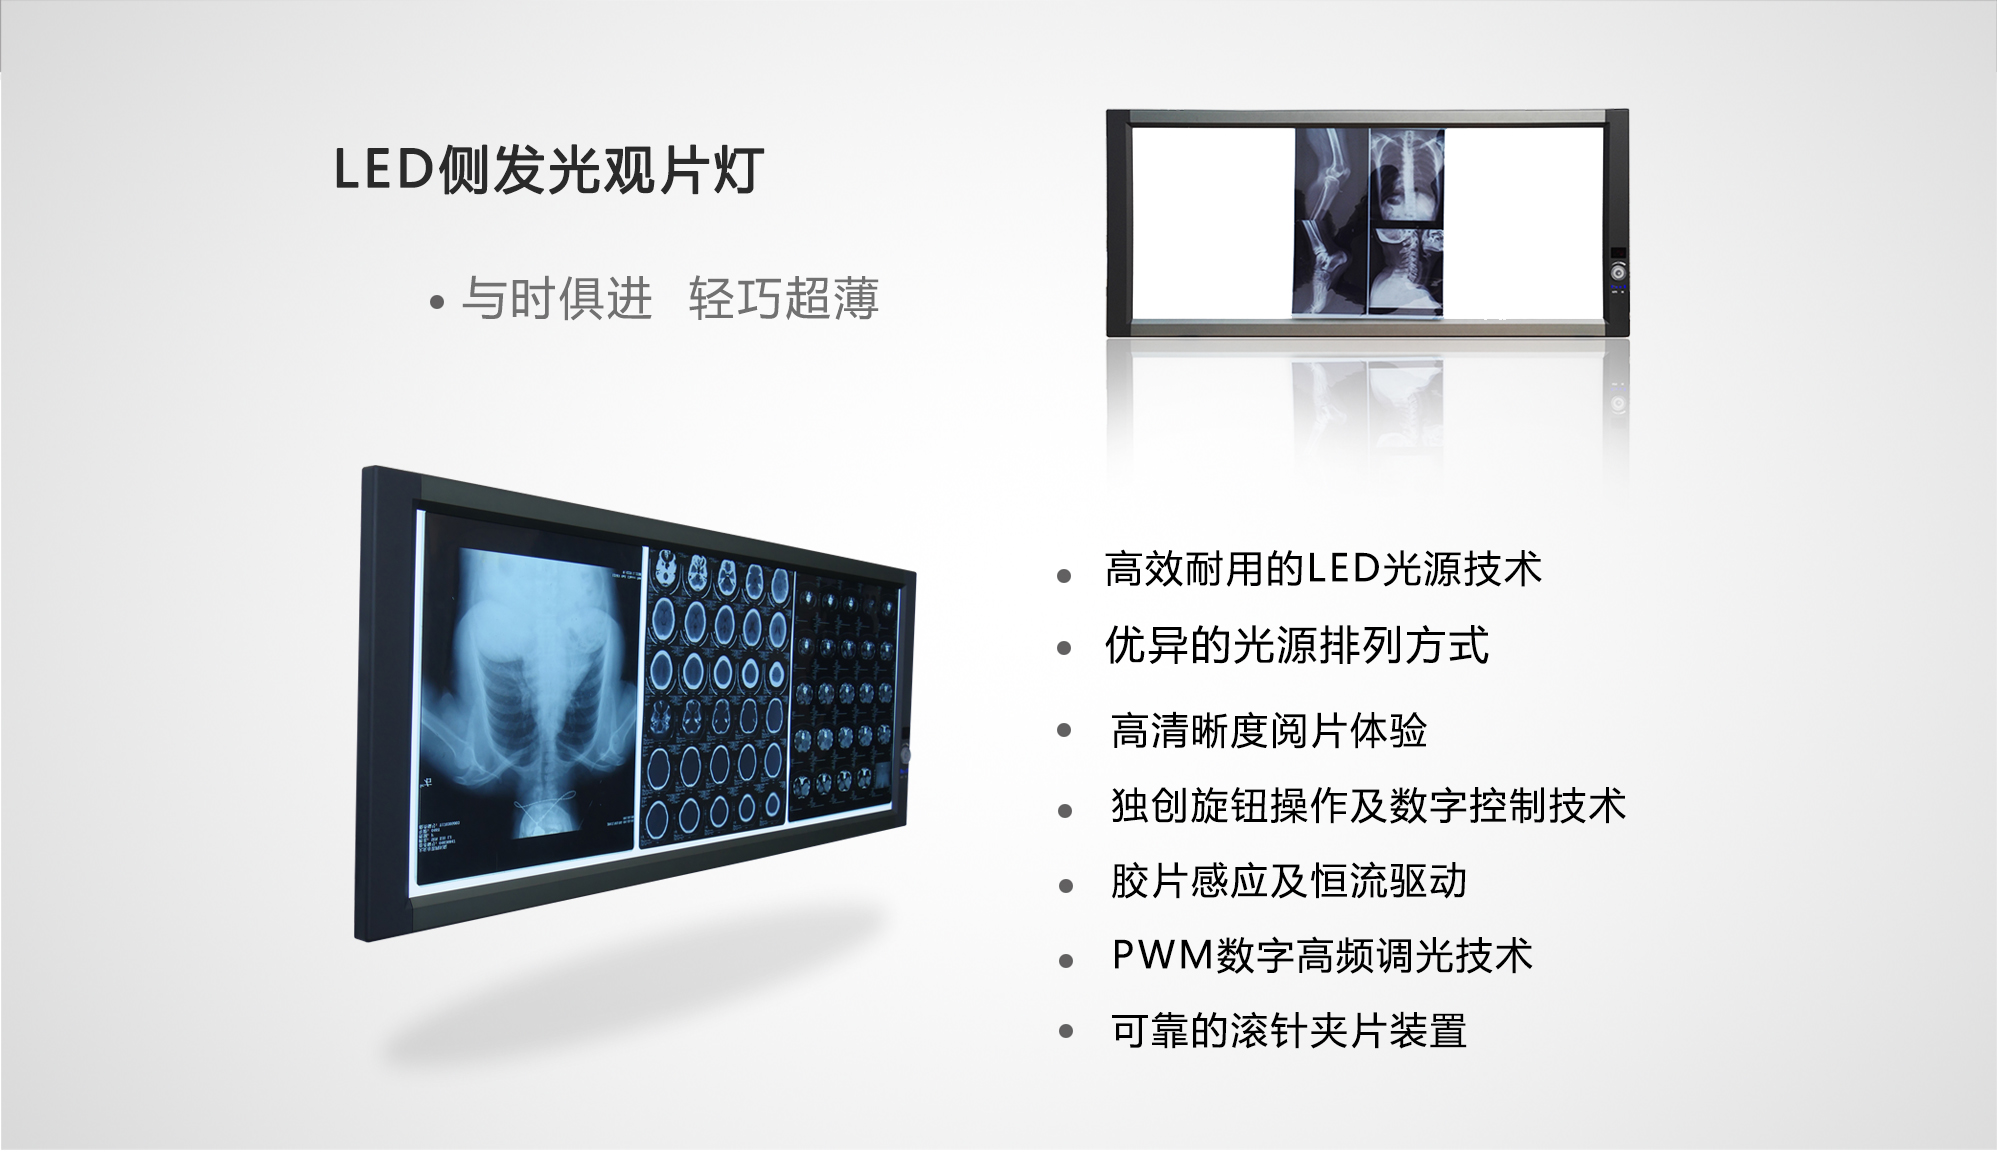 LED侧发光观片灯
• 与时俱进 轻巧超薄
• 高效耐用的LED光源技术
• 优异的光源排列方式
• 高清晰度阅片体验
• 独创旋钮操作及数字控制技术
• 胶片感应及恒流驱动
• PWM数字高频调光技术
• 可靠的滚针夹片装置